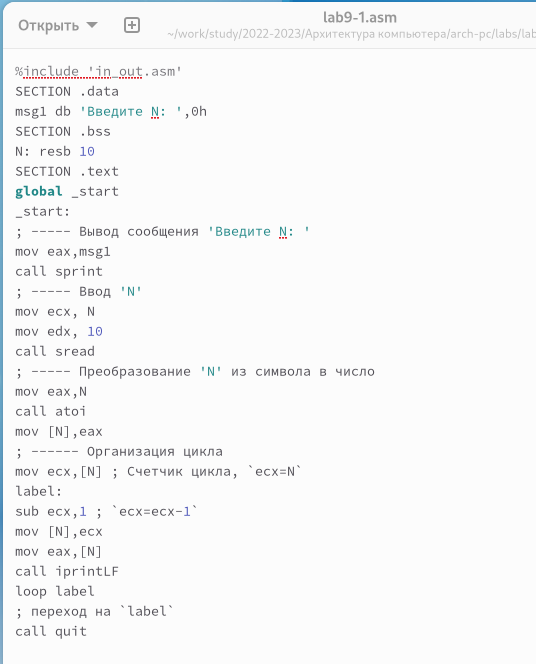 Открыть
lab9-1.asm
~/work/study/2022-2023/Архитектура компьютера/arch-pc/labs/lab
%include 'in_out.asm'
SECTION .data
msg1 db 'Введите N: ',0h
SECTION .bss
N: resb 10
SECTION .text
global _start
_start:
; ----- Вывод сообщения 'Введите N: '
mov eax,msg1
call sprint
; ----- Ввод 'N'
mov ecx, N
mov edx, 10
call sread
; ----- Преобразование 'N' из символа в число
mov eax,N
call atoi
mov [N],eax
; ------ Организация цикла
mov ecx,[N] ; Счетчик цикла, `ecx=N`
label:
sub ecx,1 ; `ecx=ecx-1`
mov [N],ecx
mov eax,[N]
call iprintLF
loop label
; переход на `label`
call quit